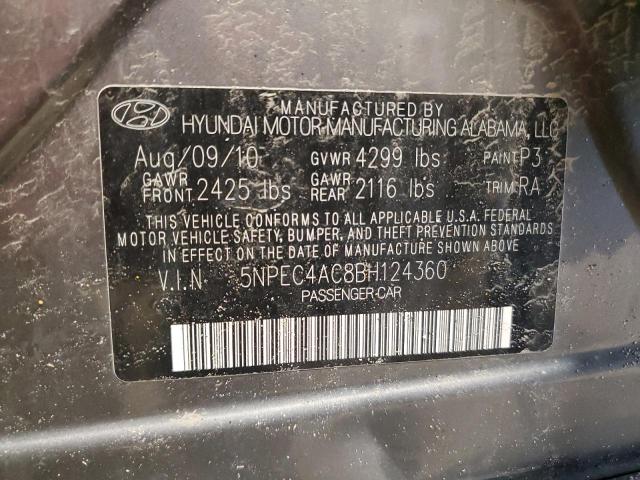 MANUFACTURED BY
HYUNDAI MOTOR MANUFACTURING ALABAMA, LLC
Aug/09/10 GVWR 4299 lbs PAINT P3
GAWR FRONT 2425 lbs GAWR REAR 2116 lbs TRIM RA
THIS VEHICLE CONFORMS TO ALL APPLICABLE U.S.A. FEDERAL
MOTOR VEHICLE SAFETY, BUMPER, AND THEFT PREVENTION
STANDARDS IN EFFECT ON THE DATE OF MANUFACTURE SHOWN ABOVE
V.I.N 5NPEC4AC8BH124360
PASSENGER-CAR